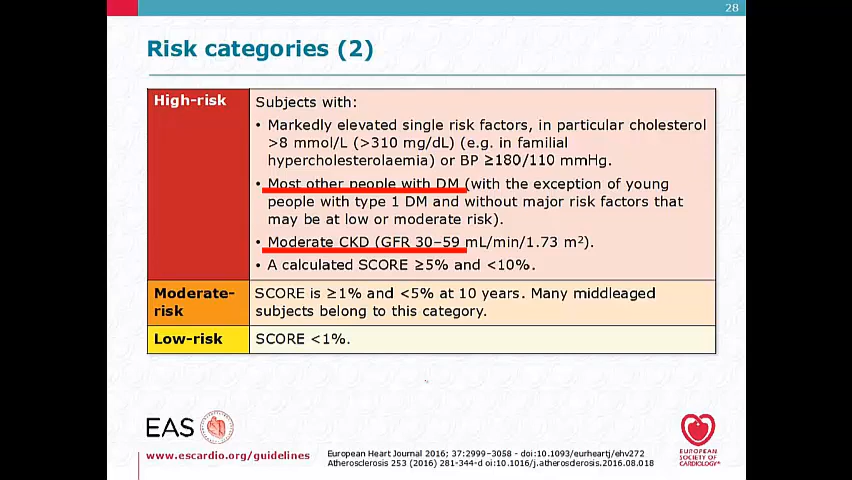 28
Risk categories (2)
High-risk
Subjects with:
• Markedly elevated single risk factors, in particular cholesterol
>8 mmol/L (>310 mg/dL) (e.g. in familial
hypercholesterolaemia) or BP ≥180/110 mmHg.
• Most other people with DM (with the exception of young
people with type 1 DM and without major risk factors that
may be at low or moderate risk).
• Moderate CKD (GFR 30–59 mL/min/1.73 m²).
• A calculated SCORE ≥5% and <10%.
Moderate-
risk
SCORE is ≥1% and <5% at 10 years. Many middleaged
subjects belong to this category.
Low-risk
SCORE <1%.
EAS
www.escardio.org/guidelines
European Heart Journal 2016; 37:2999–3058 - doi:10.1093/eurheartj/ehv272
Atherosclerosis 253 (2016) 281-344-d oi:10.1016/j.atherosclerosis.2016.08.018
EUROPEAN
SOCIETY OF
CARDIOLOGY®